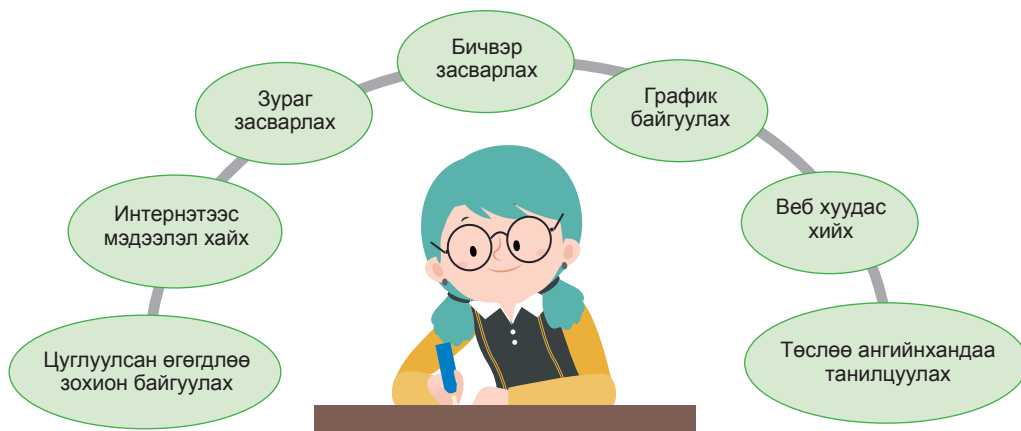 Бичвэр
засварлах
Зураг
засварлах
График
байгуулах
Интернэтээс
мэдээлэл хайх
Веб хуудас
хийх
Цуглуулсан өгөгдлөө
зохион байгуулах
Төслөө ангийнхандаа
танилцуулах